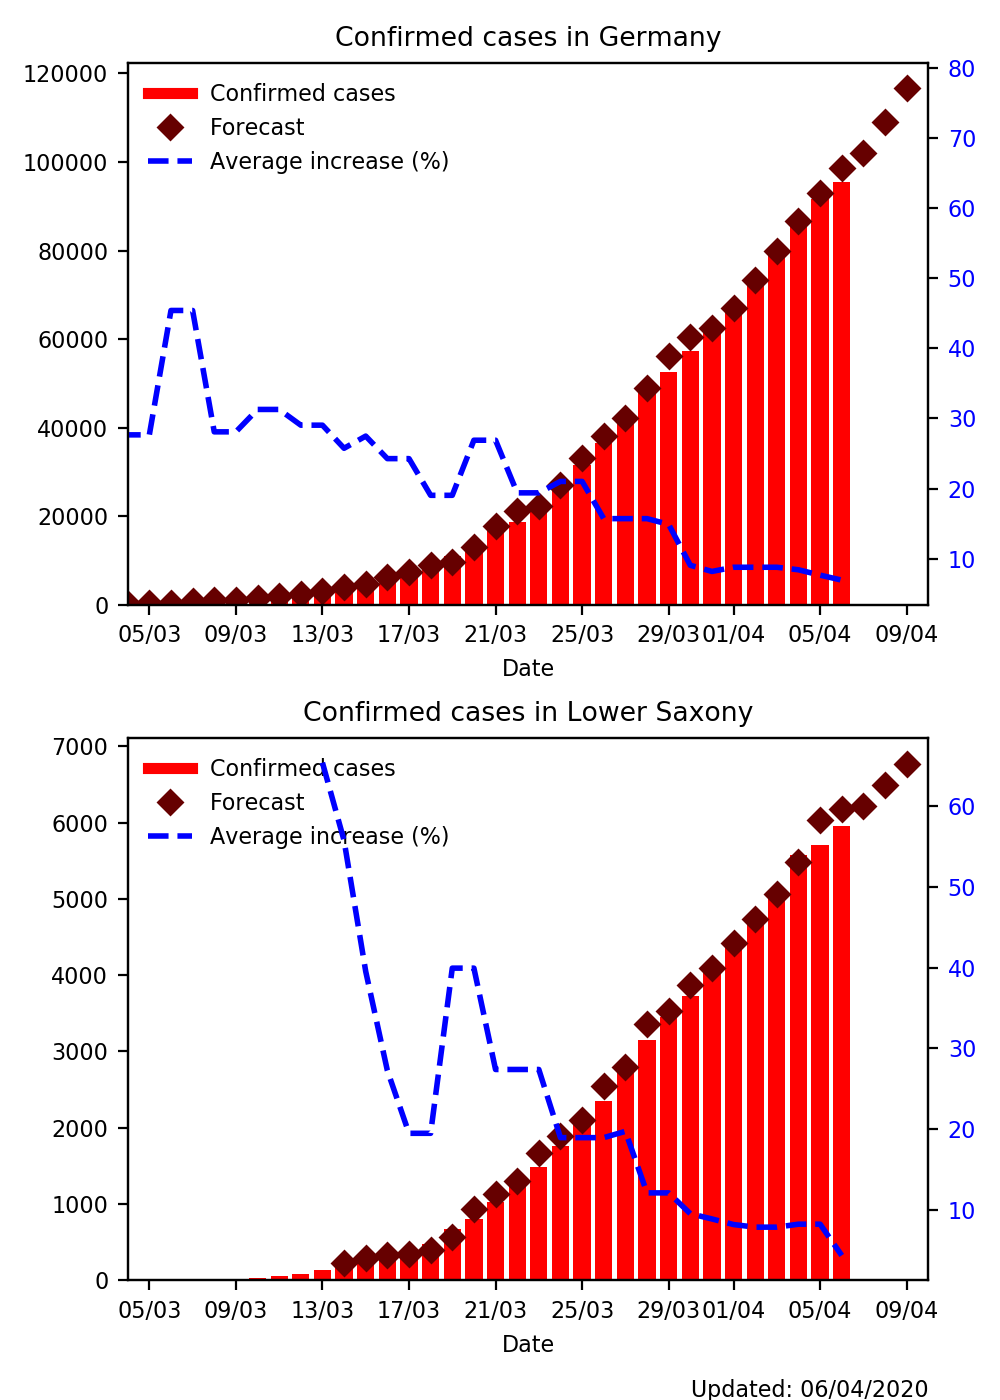 Confirmed cases in Germany
Confirmed cases
Forecast
Average increase (%)
120000
100000
80000
60000
40000
20000
0
80
70
60
50
40
30
20
10
05/03 09/03 13/03 17/03 21/03 25/03 29/03 01/04 05/04 09/04
Date
Confirmed cases in Lower Saxony
Confirmed cases
Forecast
Average increase (%)
7000
6000
5000
4000
3000
2000
1000
0
60
50
40
30
20
10
05/03 09/03 13/03 17/03 21/03 25/03 29/03 01/04 05/04 09/04
Date
Updated: 06/04/2020